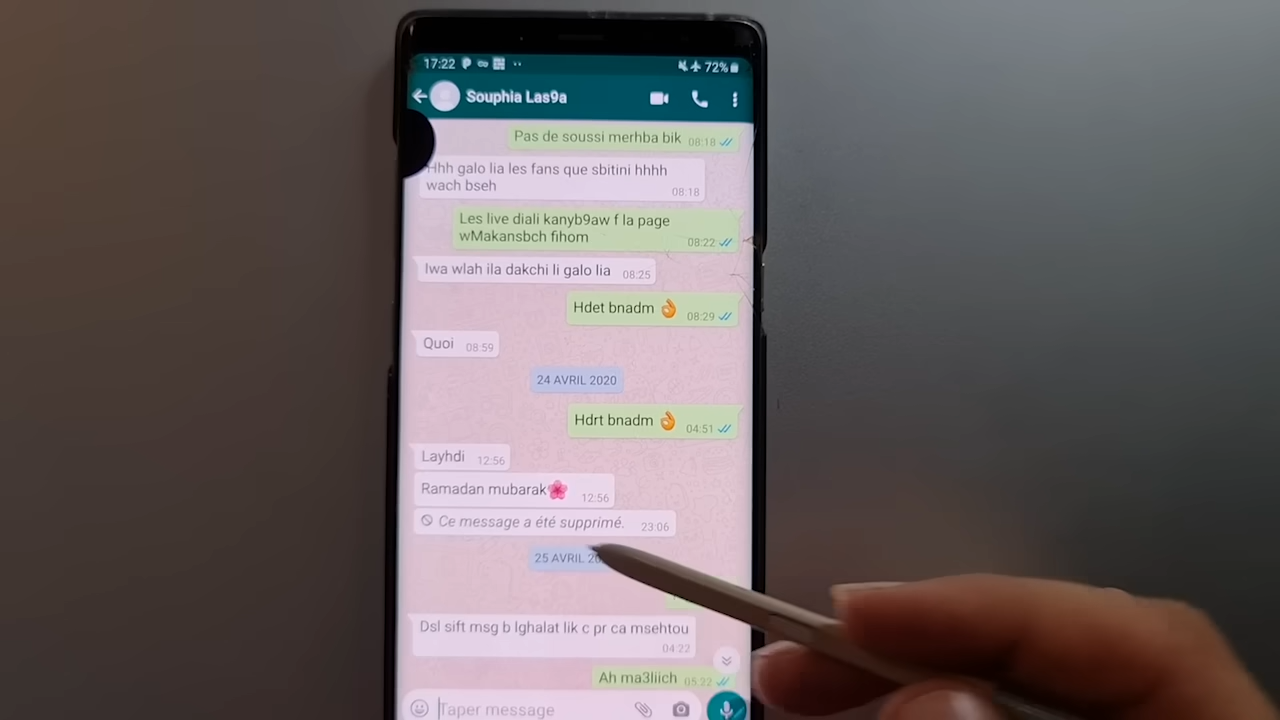 17:22
72%
Souphia Las9a
Pas de soussi merhba bik 08:18
Hhh galo lia les fans que sbitini hhhh
wach bseh 08:18
Les live diali kanyb9aw f la page
wMakansbch fihom 08:22
Iwa wlah ila dakchi li galo lia 08:25
Hdet bnadm 👌 08:29
Quoi 08:59
24 AVRIL 2020
Hdrt bnadm 👌 04:51
Layhdi 12:56
Ramadan mubarak🌸 12:56
Ce message a été supprimé. 23:06
25 AVRIL
Dsl sift msg b lghalat lik c pr ca msehtou
04:22
Ah ma3liich 05:22
Taper message